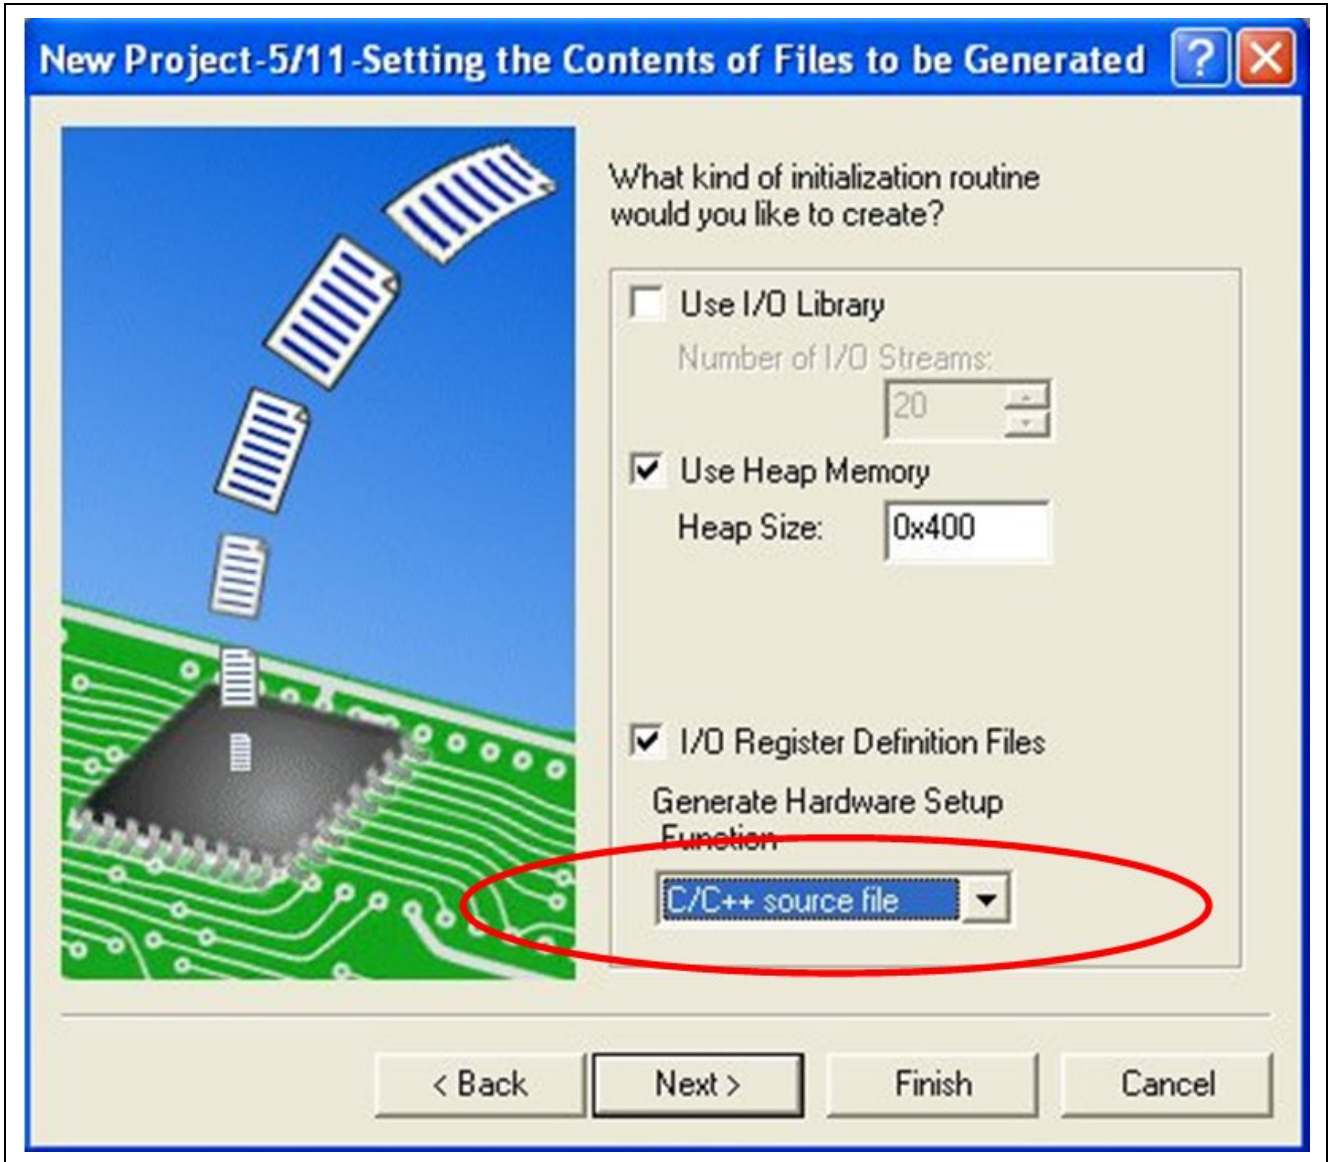 New Project-5/11-Setting the Contents of Files to be Generated
What kind of initialization routine
would you like to create?
Use I/O Library
Number of I/O Streams:
20
Use Heap Memory
Heap Size:
0x400
I/O Register Definition Files
Generate Hardware Setup
Function
C/C++ source file
< Back
Next >
Finish
Cancel